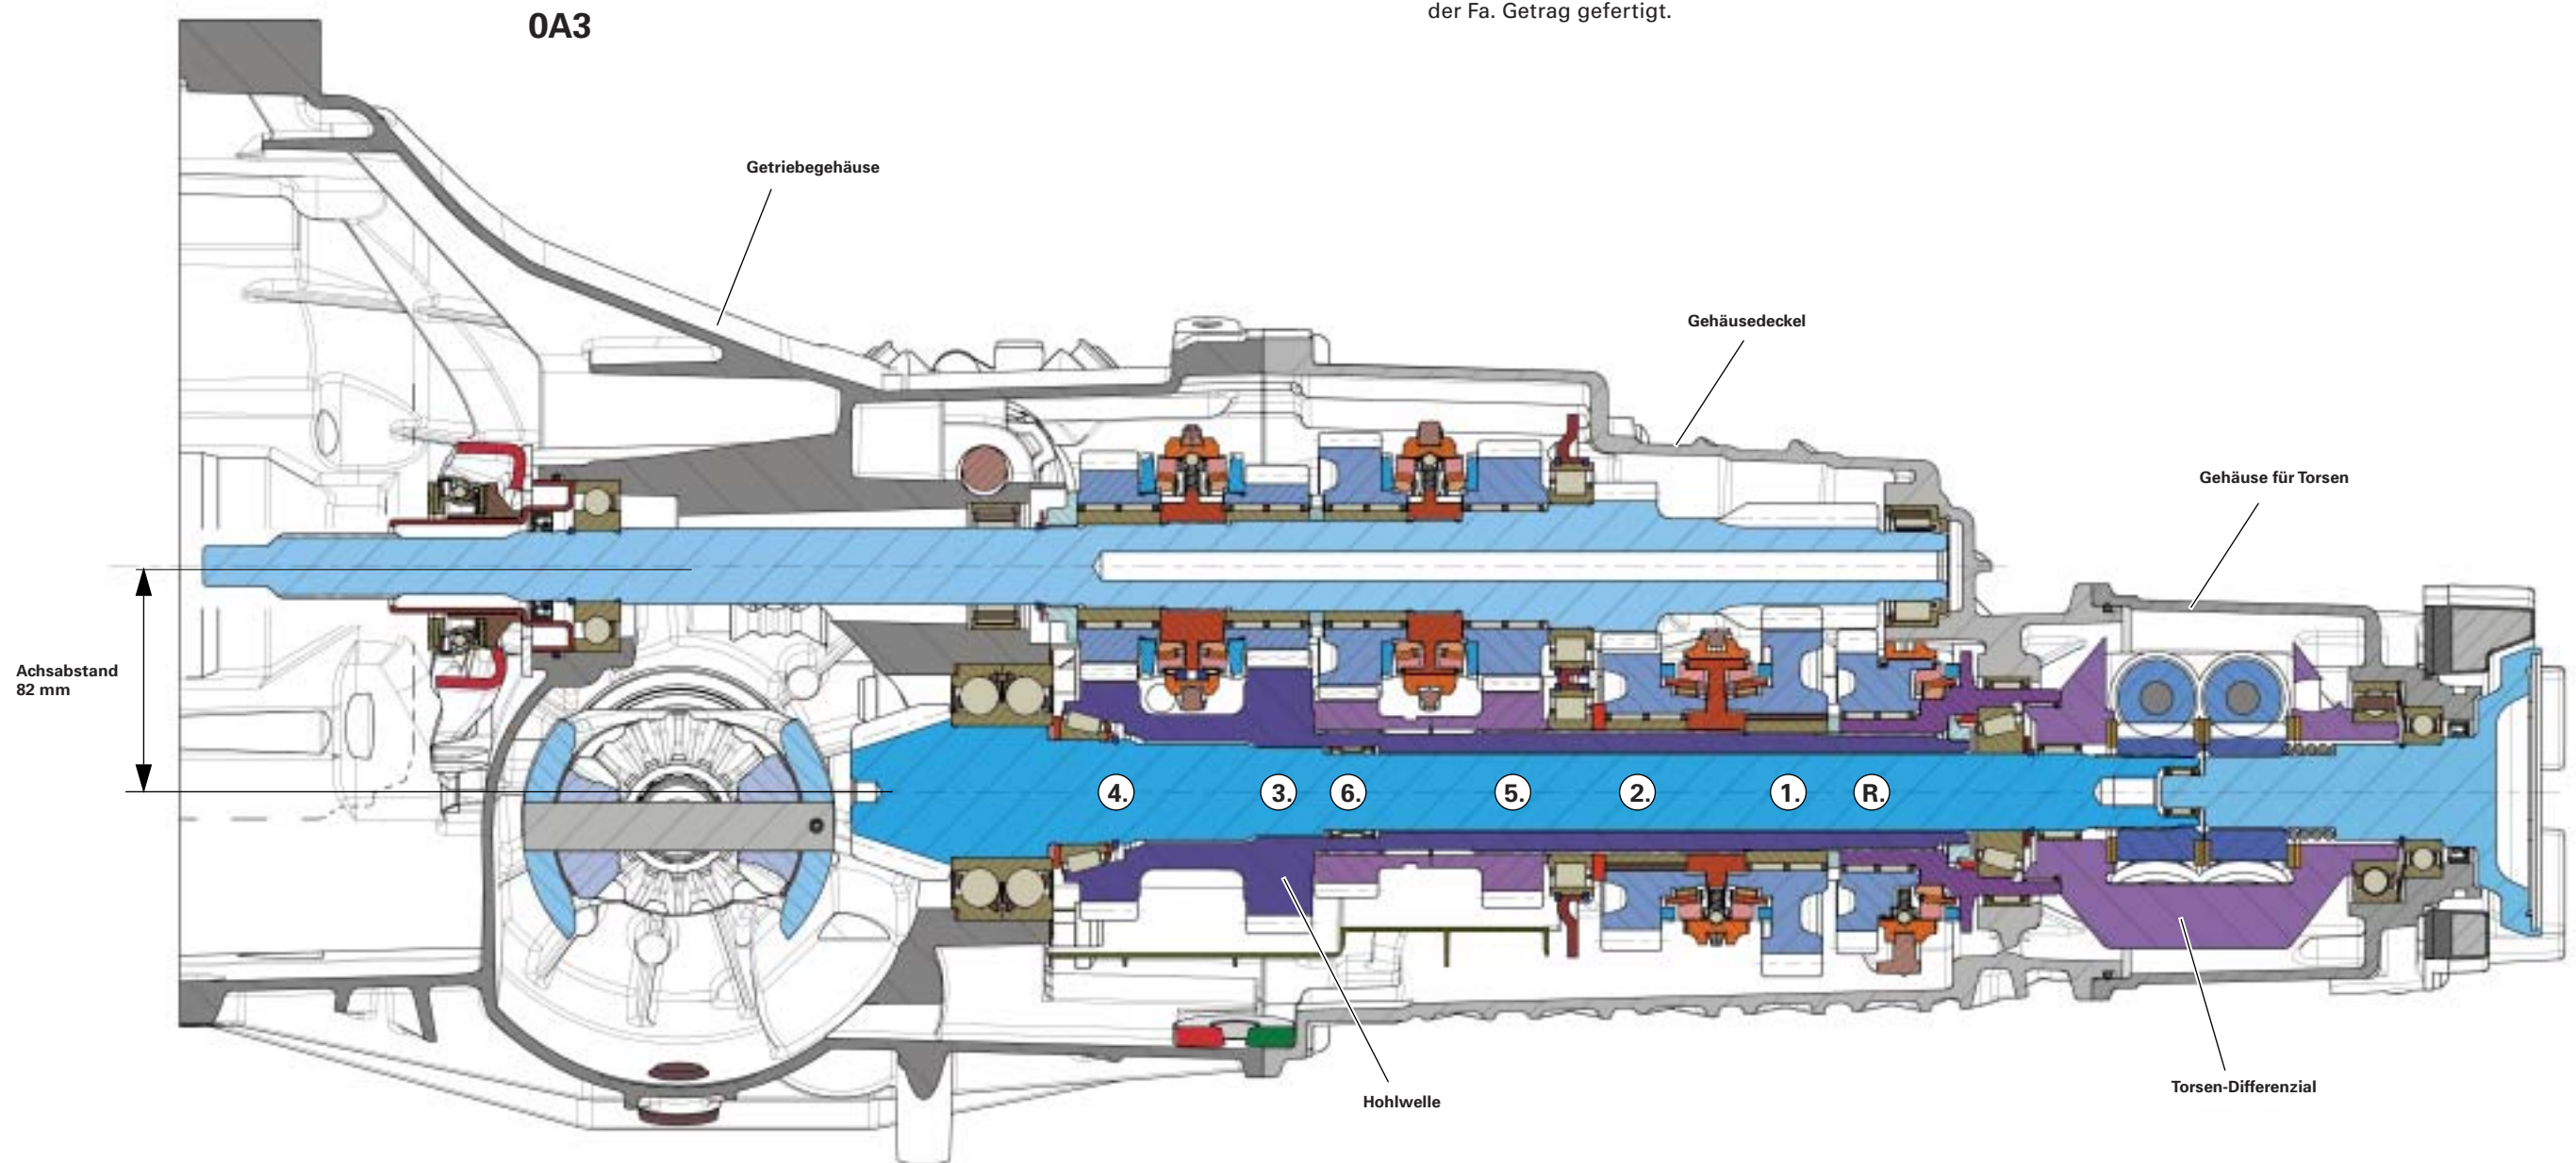 der Fa. Getrag gefertigt.
0A3
Getriebegehäuse
Gehäusedeckel
Gehäuse für Torsen
Achsabstand
82 mm
4.
3.
6.
5.
2.
1.
R.
Hohlwelle
Torsen-Differenzial